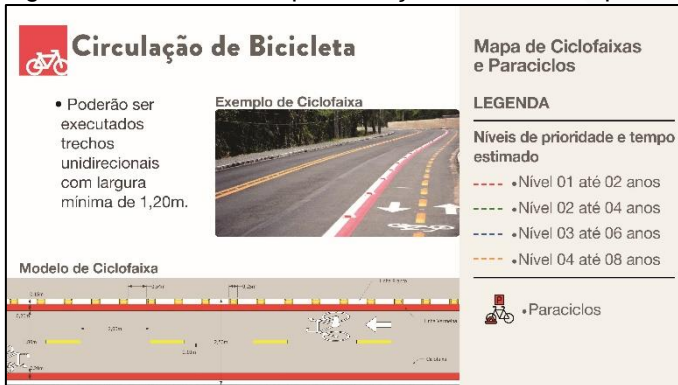 Circulação de Bicicleta
• Poderão ser
executados
trechos
unidirecionais
com largura
mínima de 1,20m.
Exemplo de Ciclofaixa
Modelo de Ciclofaixa
Mapa de Ciclofaixas
e Paraciclos
LEGENDA
Níveis de prioridade e tempo
estimado
•Nível 01 até 02 anos
•Nível 02 até 04 anos
•Nível 03 até 06 anos
•Nível 04 até 08 anos
P
•Paraciclos